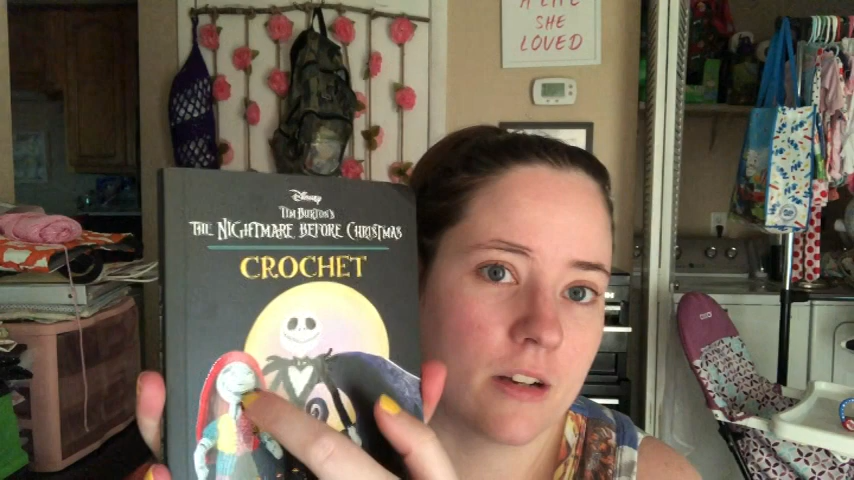 A LIFE
SHE
LOVED
Disney
TIM BURTON'S
THE NIGHTMARE BEFORE CHRISTMAS
CROCHET